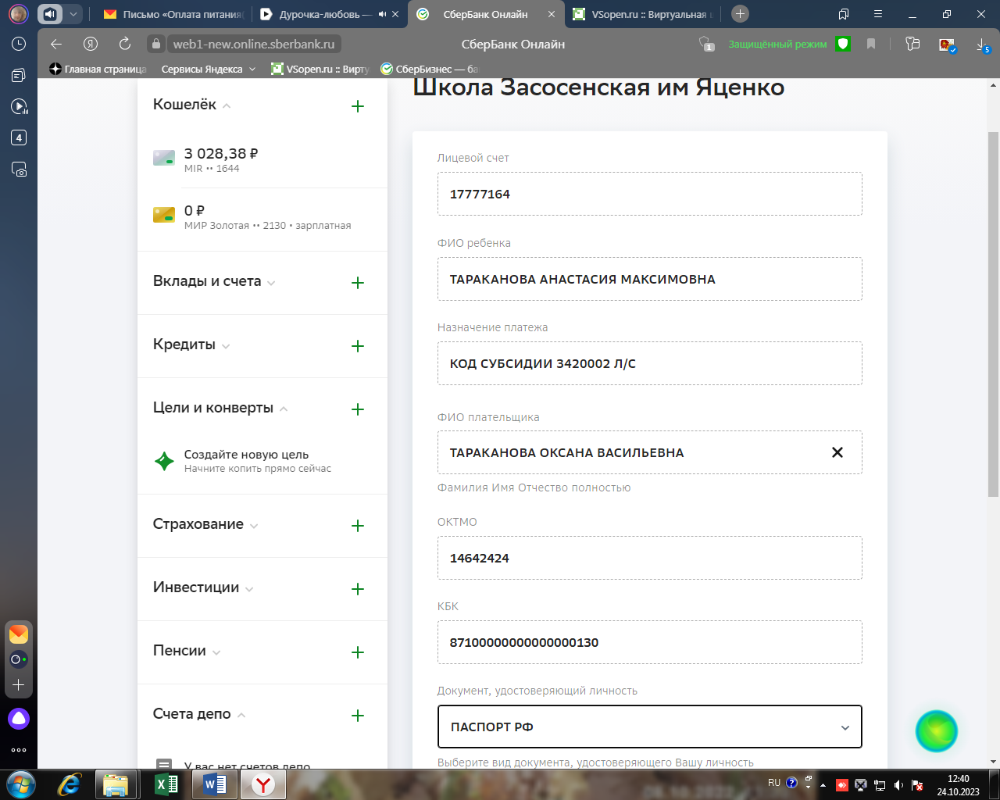 Письмо «Оплата питания(
Дурочка-любовь —
СберБанк Онлайн
VSopen.ru :: Виртуальная
web1-new.online.sberbank.ru
СберБанк Онлайн
1
Защищённый режим
5
Главная страница
Сервисы Яндекса
VSopen.ru :: Вирту
СберБизнес — ба
4
Кошелёк
3 028,38 ₽
MIR •• 1644
0 ₽
МИР Золотая •• 2130 • зарплатная
Вклады и счета
Кредиты
Цели и конверты
Создайте новую цель
Начните копить прямо сейчас
Страхование
Инвестиции
Пенсии
Счета депо
У вас нет счетов депо
Школа Засосенская им Яценко
Лицевой счет
17777164
ФИО ребенка
ТАРАКАНОВА АНАСТАСИЯ МАКСИМОВНА
Назначение платежа
КОД СУБСИДИИ 3420002 Л/С
ФИО плательщика
ТАРАКАНОВА ОКСАНА ВАСИЛЬЕВНА
Фамилия Имя Отчество полностью
ОКТМО
14642424
КБК
87100000000000000130
Документ, удостоверяющий личность
ПАСПОРТ РФ
Выберите вид документа, удостоверяющего Вашу личность
RU
12:40
24.10.2023